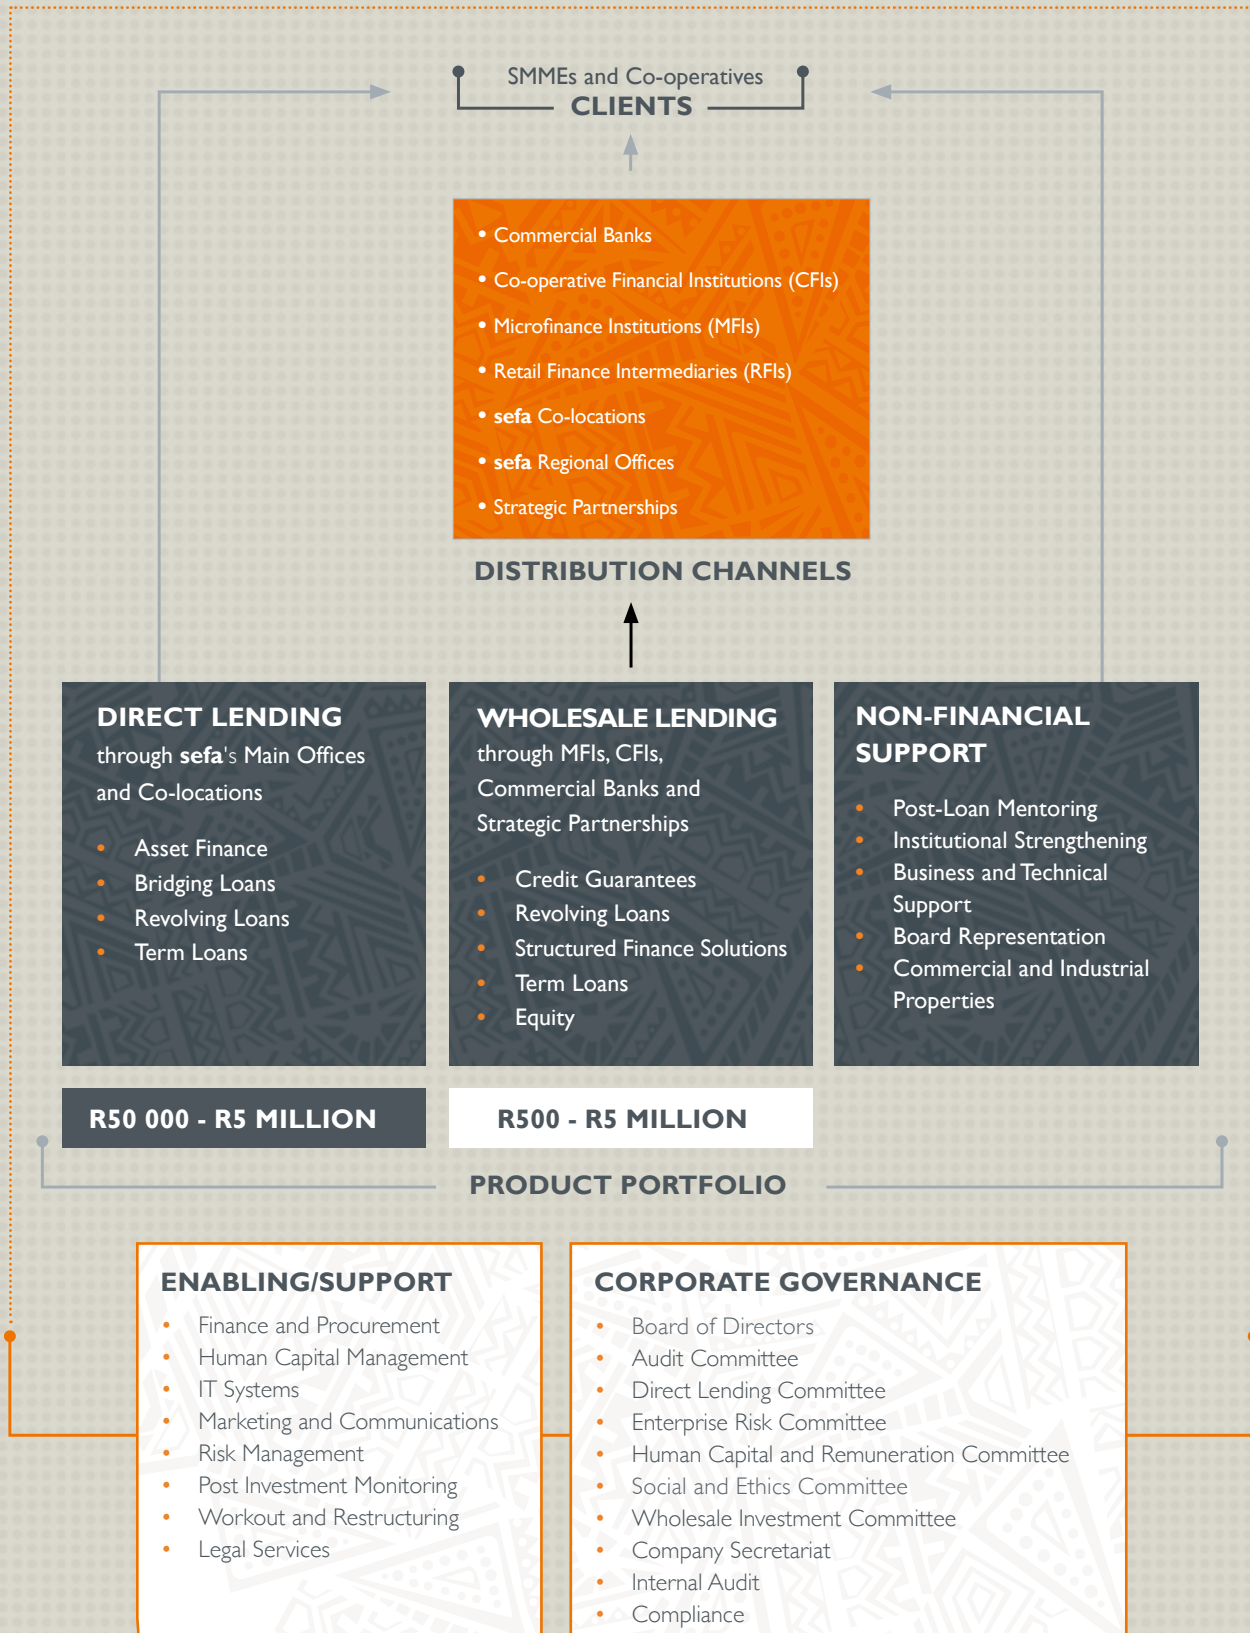 SMMEs and Co-operatives
CLIENTS
• Commercial Banks
• Co-operative Financial Institutions (CFIs)
• Microfinance Institutions (MFIs)
• Retail Finance Intermediaries (RFIs)
• sefa Co-locations
• sefa Regional Offices
• Strategic Partnerships
DISTRIBUTION CHANNELS
DIRECT LENDING
through sefa's Main Offices
and Co-locations
• Asset Finance
• Bridging Loans
• Revolving Loans
• Term Loans
R50 000 - R5 MILLION
WHOLESALE LENDING
through MFIs, CFIs,
Commercial Banks and
Strategic Partnerships
• Credit Guarantees
• Revolving Loans
• Structured Finance Solutions
• Term Loans
• Equity
R500 - R5 MILLION
NON-FINANCIAL
SUPPORT
• Post-Loan Mentoring
• Institutional Strengthening
• Business and Technical
Support
• Board Representation
• Commercial and Industrial
Properties
PRODUCT PORTFOLIO
ENABLING/SUPPORT
• Finance and Procurement
• Human Capital Management
• IT Systems
• Marketing and Communications
• Risk Management
• Post Investment Monitoring
• Workout and Restructuring
• Legal Services
CORPORATE GOVERNANCE
• Board of Directors
• Audit Committee
• Direct Lending Committee
• Enterprise Risk Committee
• Human Capital and Remuneration Committee
• Social and Ethics Committee
• Wholesale Investment Committee
• Company Secretariat
• Internal Audit
• Compliance